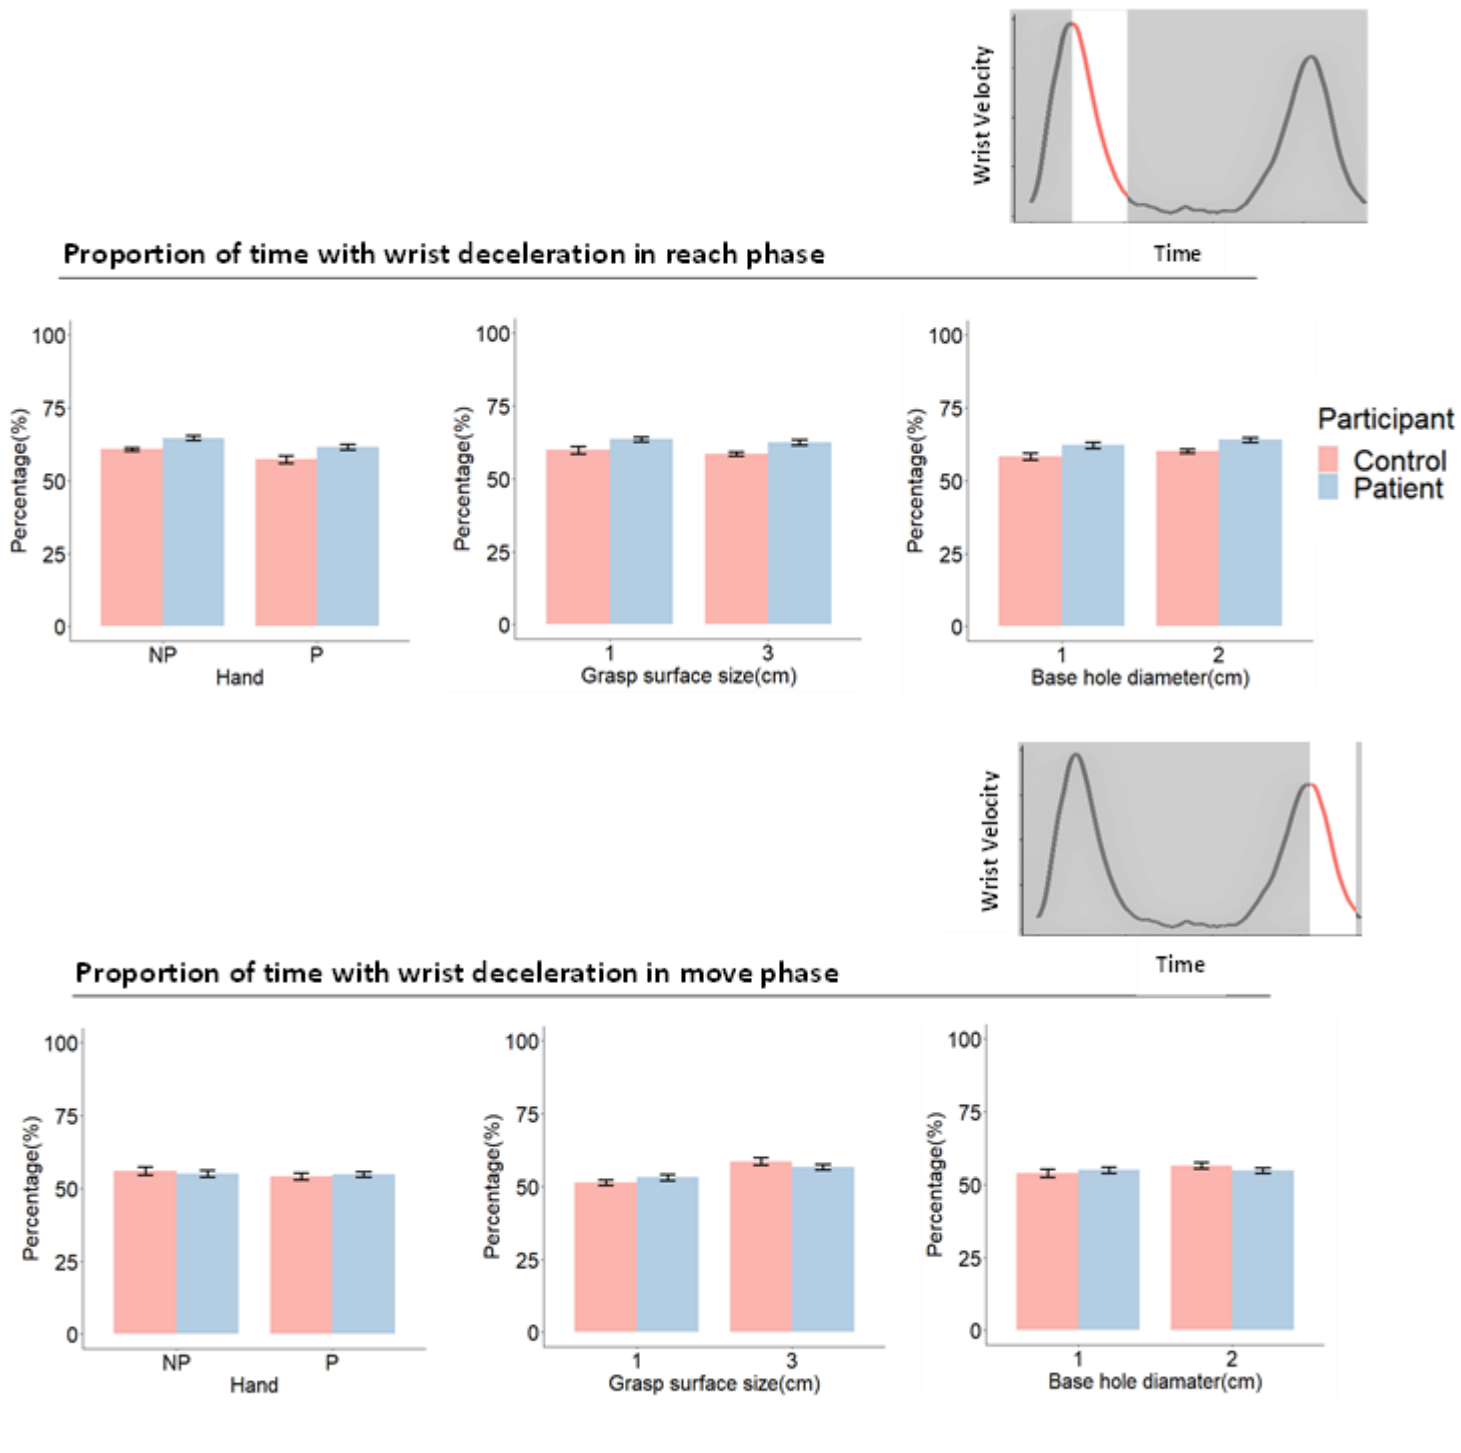 Wrist Velocity
Time
Proportion of time with wrist deceleration in reach phase
Percentage(%)
100
75
50
25
0
NP P
Hand
Percentage(%)
100
75
50
25
0
1 3
Grasp surface size(cm)
Percentage(%)
100
75
50
25
0
1 2
Base hole diameter(cm)
Participant
Control
Patient
Wrist Velocity
Time
Proportion of time with wrist deceleration in move phase
Percentage(%)
100
75
50
25
0
NP P
Hand
Percentage(%)
100
75
50
25
0
1 3
Grasp surface size(cm)
Percentage(%)
100
75
50
25
0
1 2
Base hole diamater(cm)